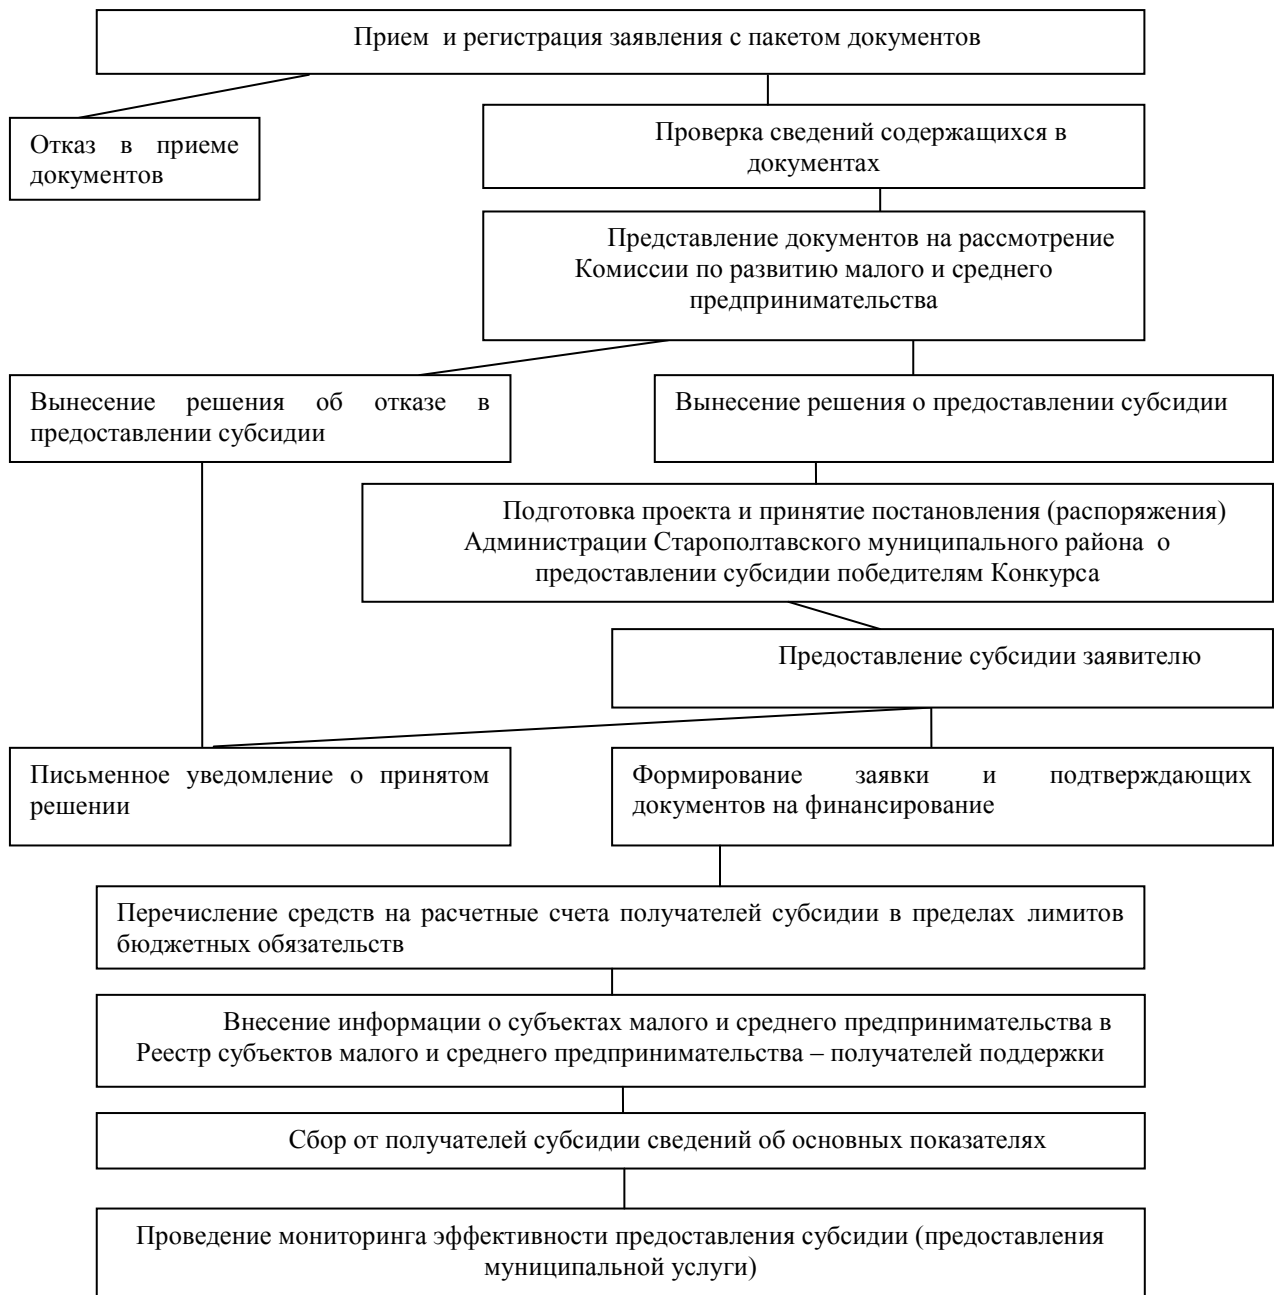 Прием и регистрация заявления с пакетом документов
Отказ в приеме
документов
Проверка сведений содержащихся в
документах
Представление документов на рассмотрение
Комиссии по развитию малого и среднего
предпринимательства
Вынесение решения об отказе в
предоставлении субсидии
Вынесение решения о предоставлении субсидии
Подготовка проекта и принятие постановления (распоряжения)
Администрации Старополтавского муниципального района о
предоставлении субсидии победителям Конкурса
Предоставление субсидии заявителю
Письменное уведомление о принятом
решении
Формирование заявки и подтверждающих
документов на финансирование
Перечисление средств на расчетные счета получателей субсидии в пределах лимитов
бюджетных обязательств
Внесение информации о субъектах малого и среднего предпринимательства в
Реестр субъектов малого и среднего предпринимательства – получателей поддержки
Сбор от получателей субсидии сведений об основных показателях
Проведение мониторинга эффективности предоставления субсидии (предоставления
муниципальной услуги)